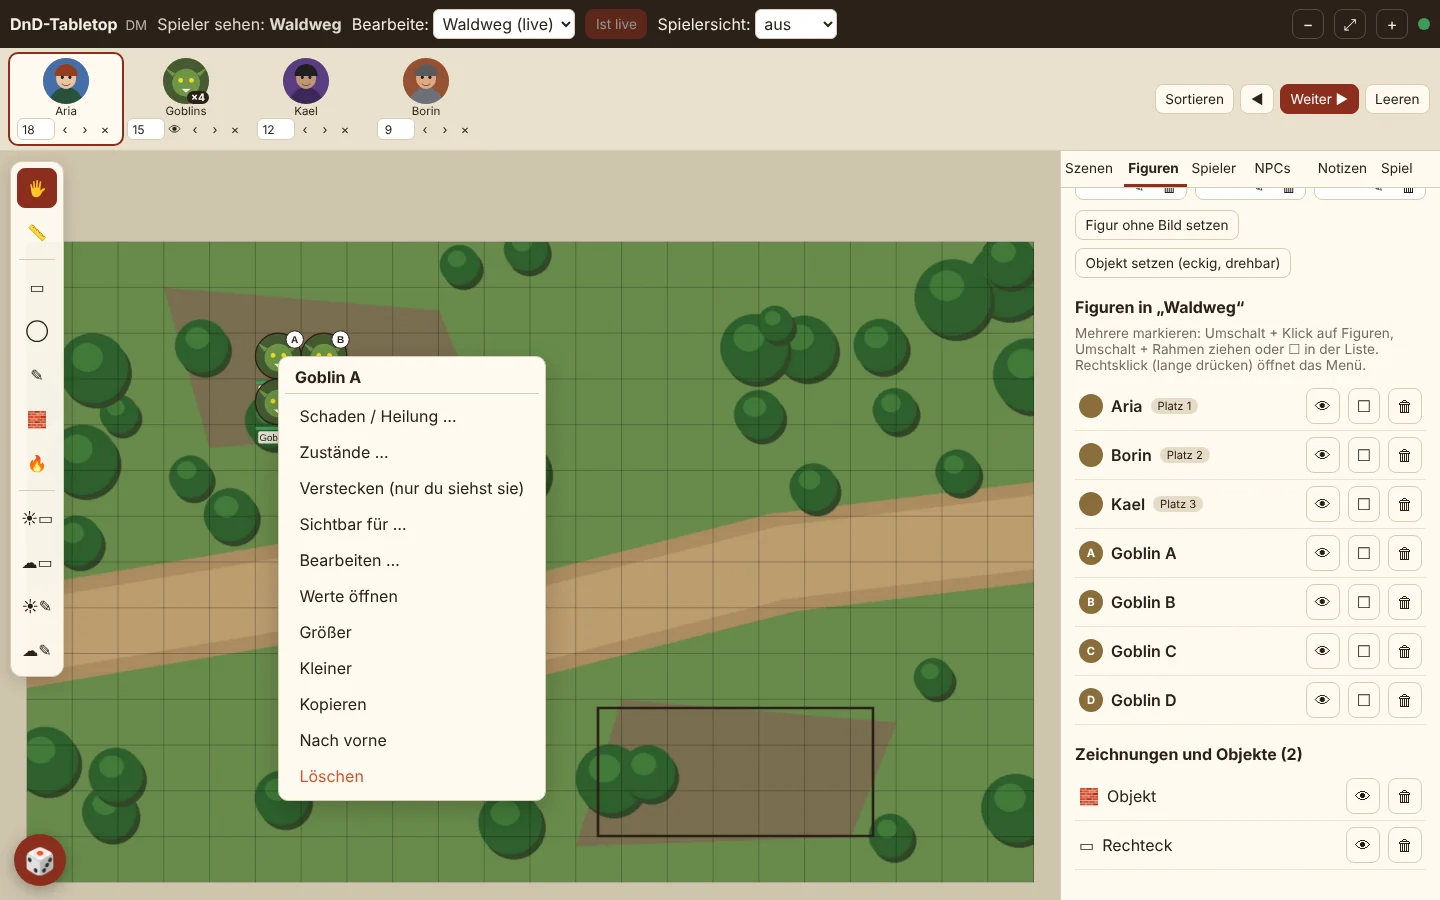 DnD-Tabletop DM Spieler sehen: Waldweg Bearbeite: Waldweg (live) Ist live Spielersicht: aus
Aria
18
×4
Goblins
15
Kael
12
Borin
9
Sortieren
Weiter
Leeren
Szenen Figuren Spieler NPCs Notizen Spiel
Figur ohne Bild setzen
Objekt setzen (eckig, drehbar)
Figuren in „Waldweg“
Mehrere markieren: Umschalt + Klick auf Figuren,
Umschalt + Rahmen ziehen oder ☐ in der Liste.
Rechtsklick (lange drücken) öffnet das Menü.
Aria Platz 1
Borin Platz 2
Kael Platz 3
A Goblin A
B Goblin B
C Goblin C
D Goblin D
Zeichnungen und Objekte (2)
Objekt
Rechteck
A
B
Gob
Goblin A
Schaden / Heilung ...
Zustände ...
Verstecken (nur du siehst sie)
Sichtbar für ...
Bearbeiten ...
Werte öffnen
Größer
Kleiner
Kopieren
Nach vorne
Löschen